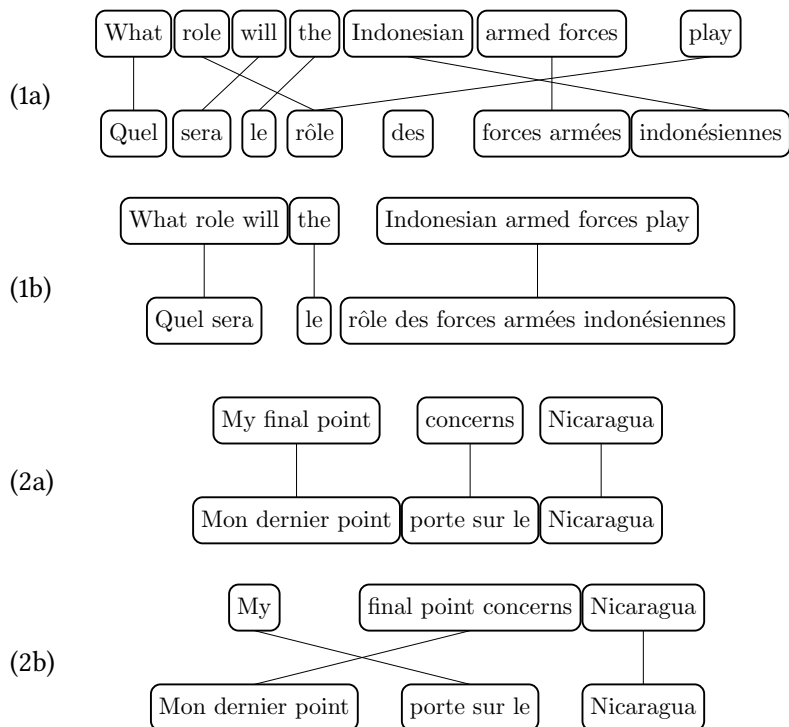 What role will the Indonesian armed forces play
(1a)
Quel sera le rôle des forces armées indonésiennes
What role will the Indonesian armed forces play
(1b)
Quel sera le rôle des forces armées indonésiennes
My final point concerns Nicaragua
(2a)
Mon dernier point porte sur le Nicaragua
My final point concerns Nicaragua
(2b)
Mon dernier point porte sur le Nicaragua